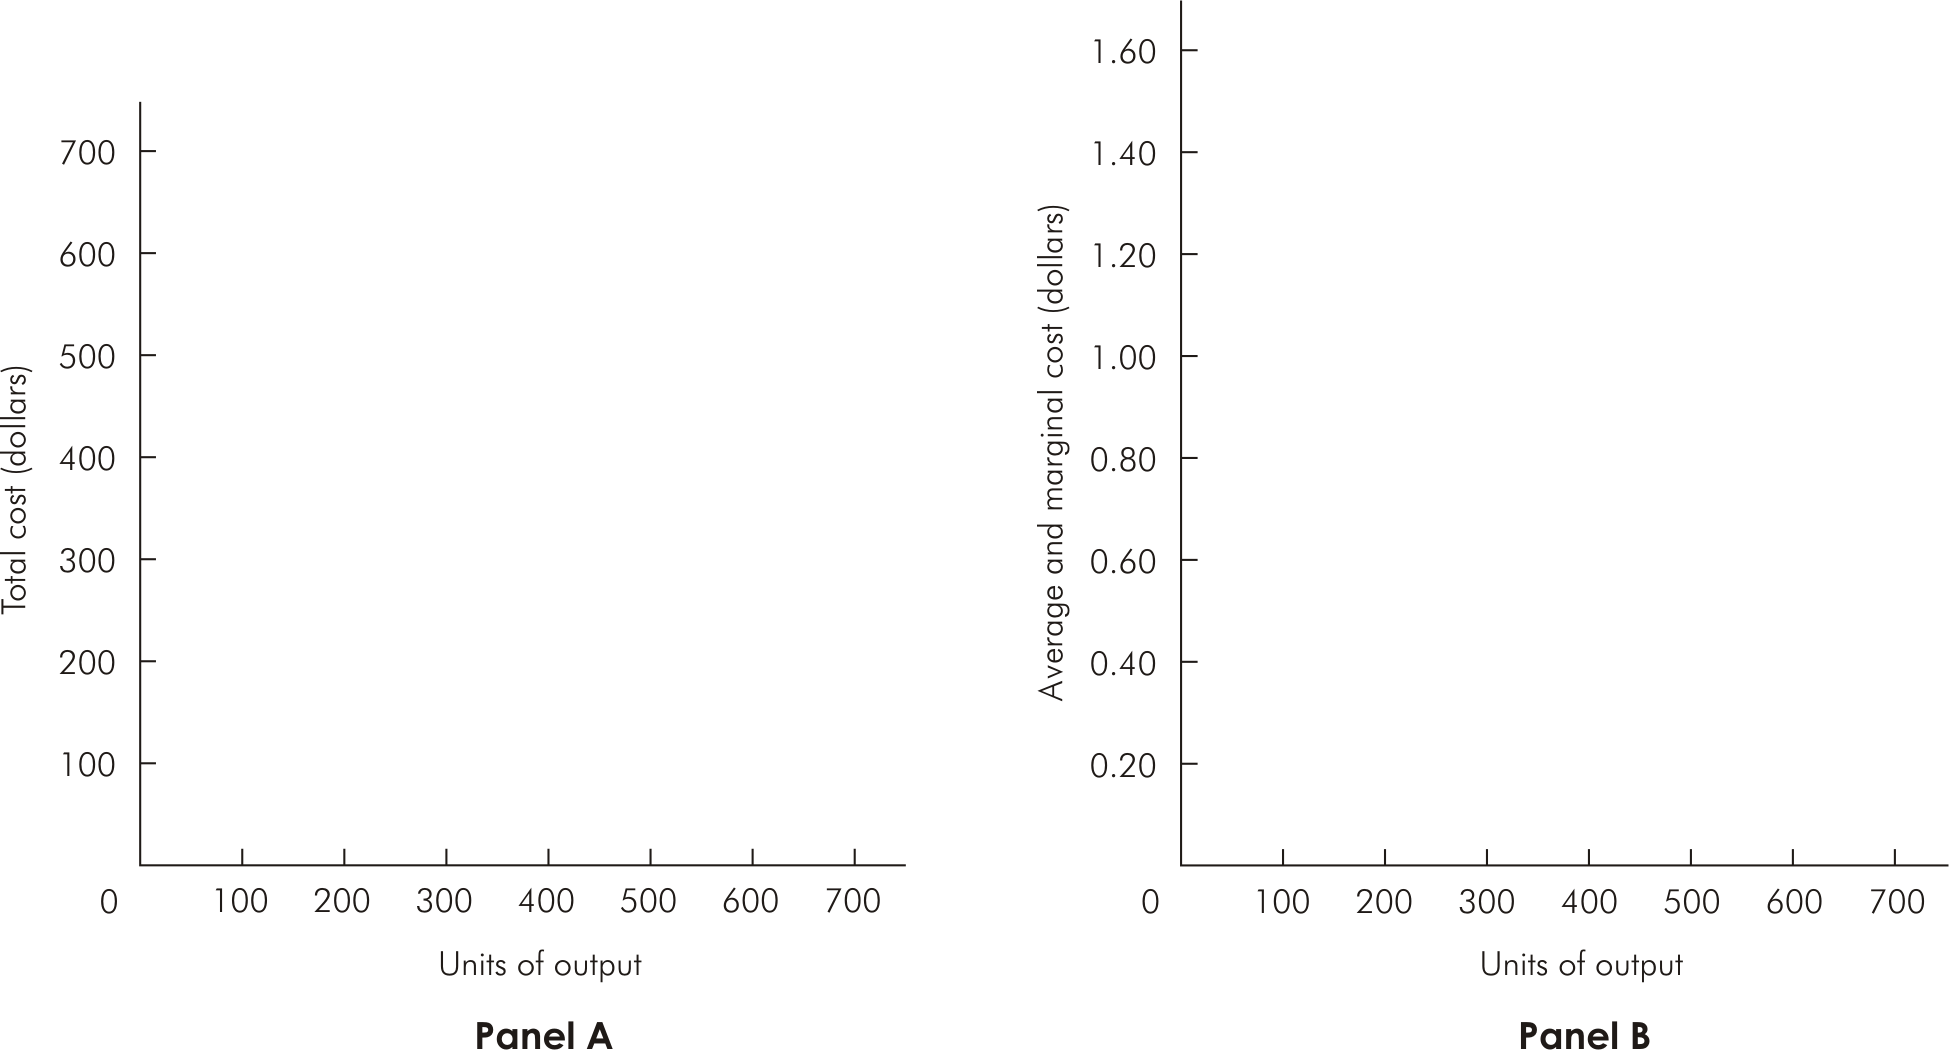 700
600
500
400
300
200
100
0
100 200 300 400 500 600 700
Total cost (dollars)
Units of output
Panel A
1.60
1.40
1.20
1.00
0.80
0.60
0.40
0.20
0
100 200 300 400 500 600 700
Average and marginal cost (dollars)
Units of output
Panel B